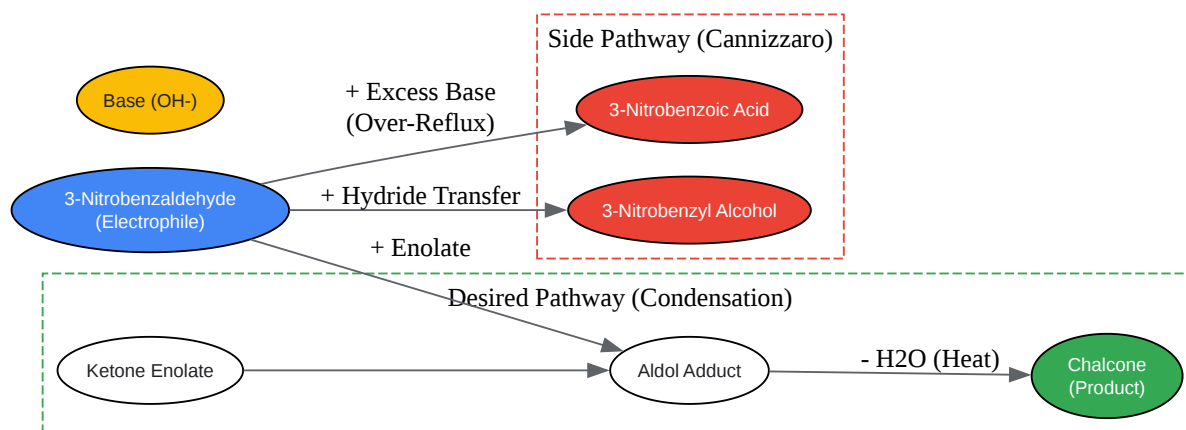 Side Pathway (Cannizzaro)
Base (OH-)
+ Excess Base
(Over-Reflux)
3-Nitrobenzoic Acid
3-Nitrobenzaldehyde
(Electrophile)
+ Hydride Transfer
3-Nitrobenzyl Alcohol
+ Enolate
Desired Pathway (Condensation)
Ketone Enolate
Aldol Adduct
- H2O (Heat)
Chalcone
(Product)